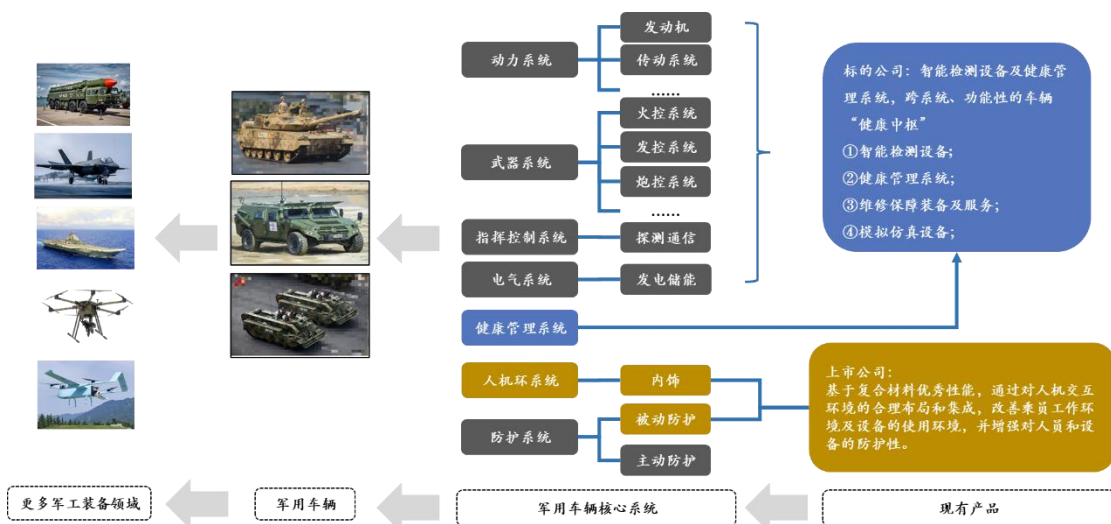 发动机
动力系统
传动系统
......
火控系统
武器系统
发控系统
炮控系统
......
指挥控制系统
探测通信
电气系统
发电储能
健康管理系统
标的公司：智能检测设备及健康管
理系统，跨系统、功能性的车辆
“健康中枢”
①智能检测设备；
②健康管理系统；
③维修保障装备及服务；
④模拟仿真设备；
人机环系统
内饰
被动防护
防护系统
主动防护
上市公司：
基于复合材料优秀性能，通过对人机交互
环境的合理布局和集成，改善乘员工作环
境及设备的使用环境，并增强对人员和设
备的防护性。
更多军工装备领域
军用车辆
军用车辆核心系统
现有产品